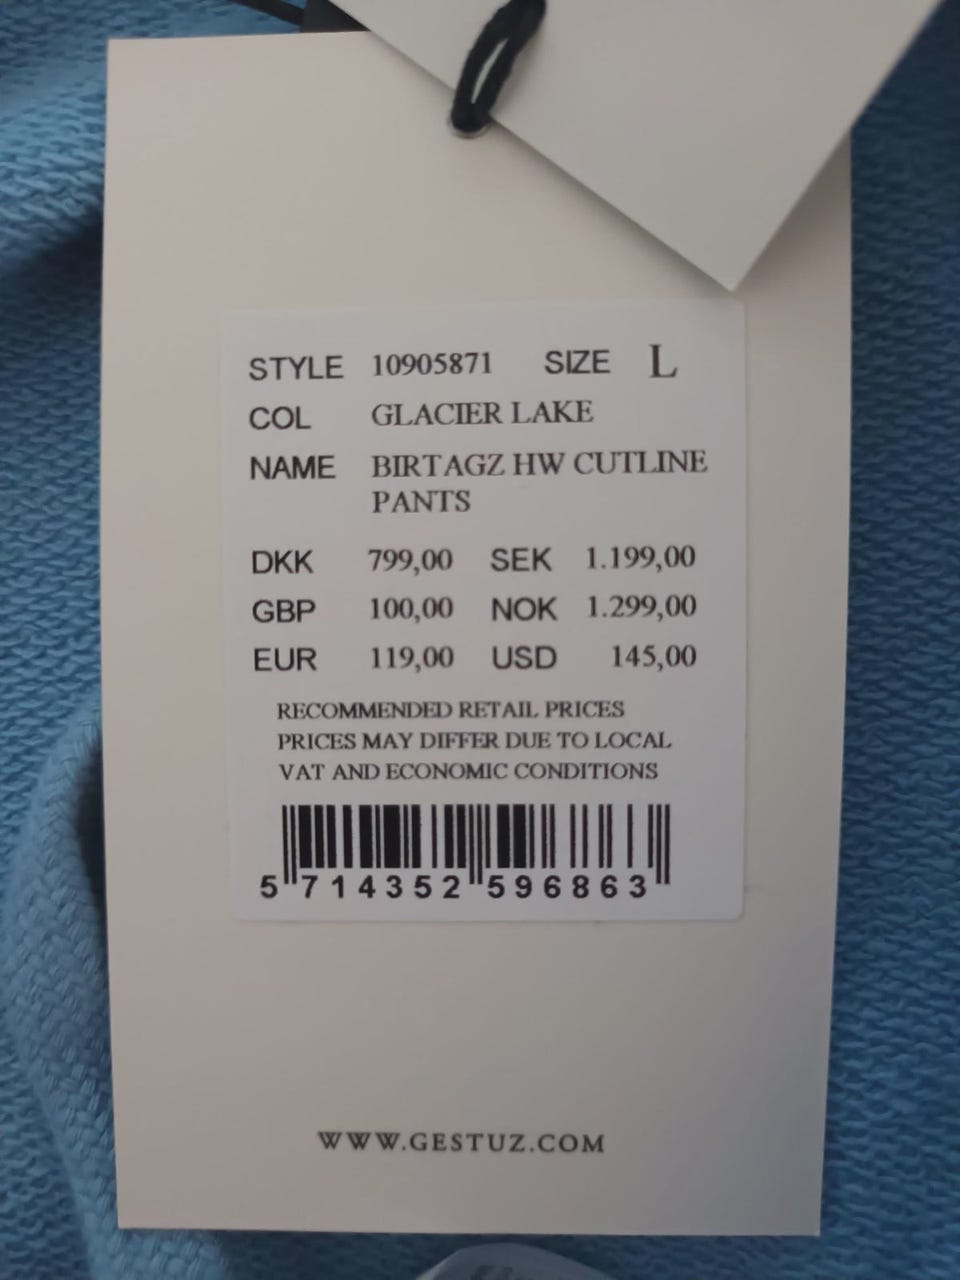 STYLE 10905871 SIZE L
COL GLACIER LAKE
NAME BIRTAGZ HW CUTLINE
PANTS
DKK 799,00 SEK 1.199,00
GBP 100,00 NOK 1.299,00
EUR 119,00 USD 145,00
RECOMMENDED RETAIL PRICES
PRICES MAY DIFFER DUE TO LOCAL
VAT AND ECONOMIC CONDITIONS
5 714352 596863
WWW.GESTUZ.COM